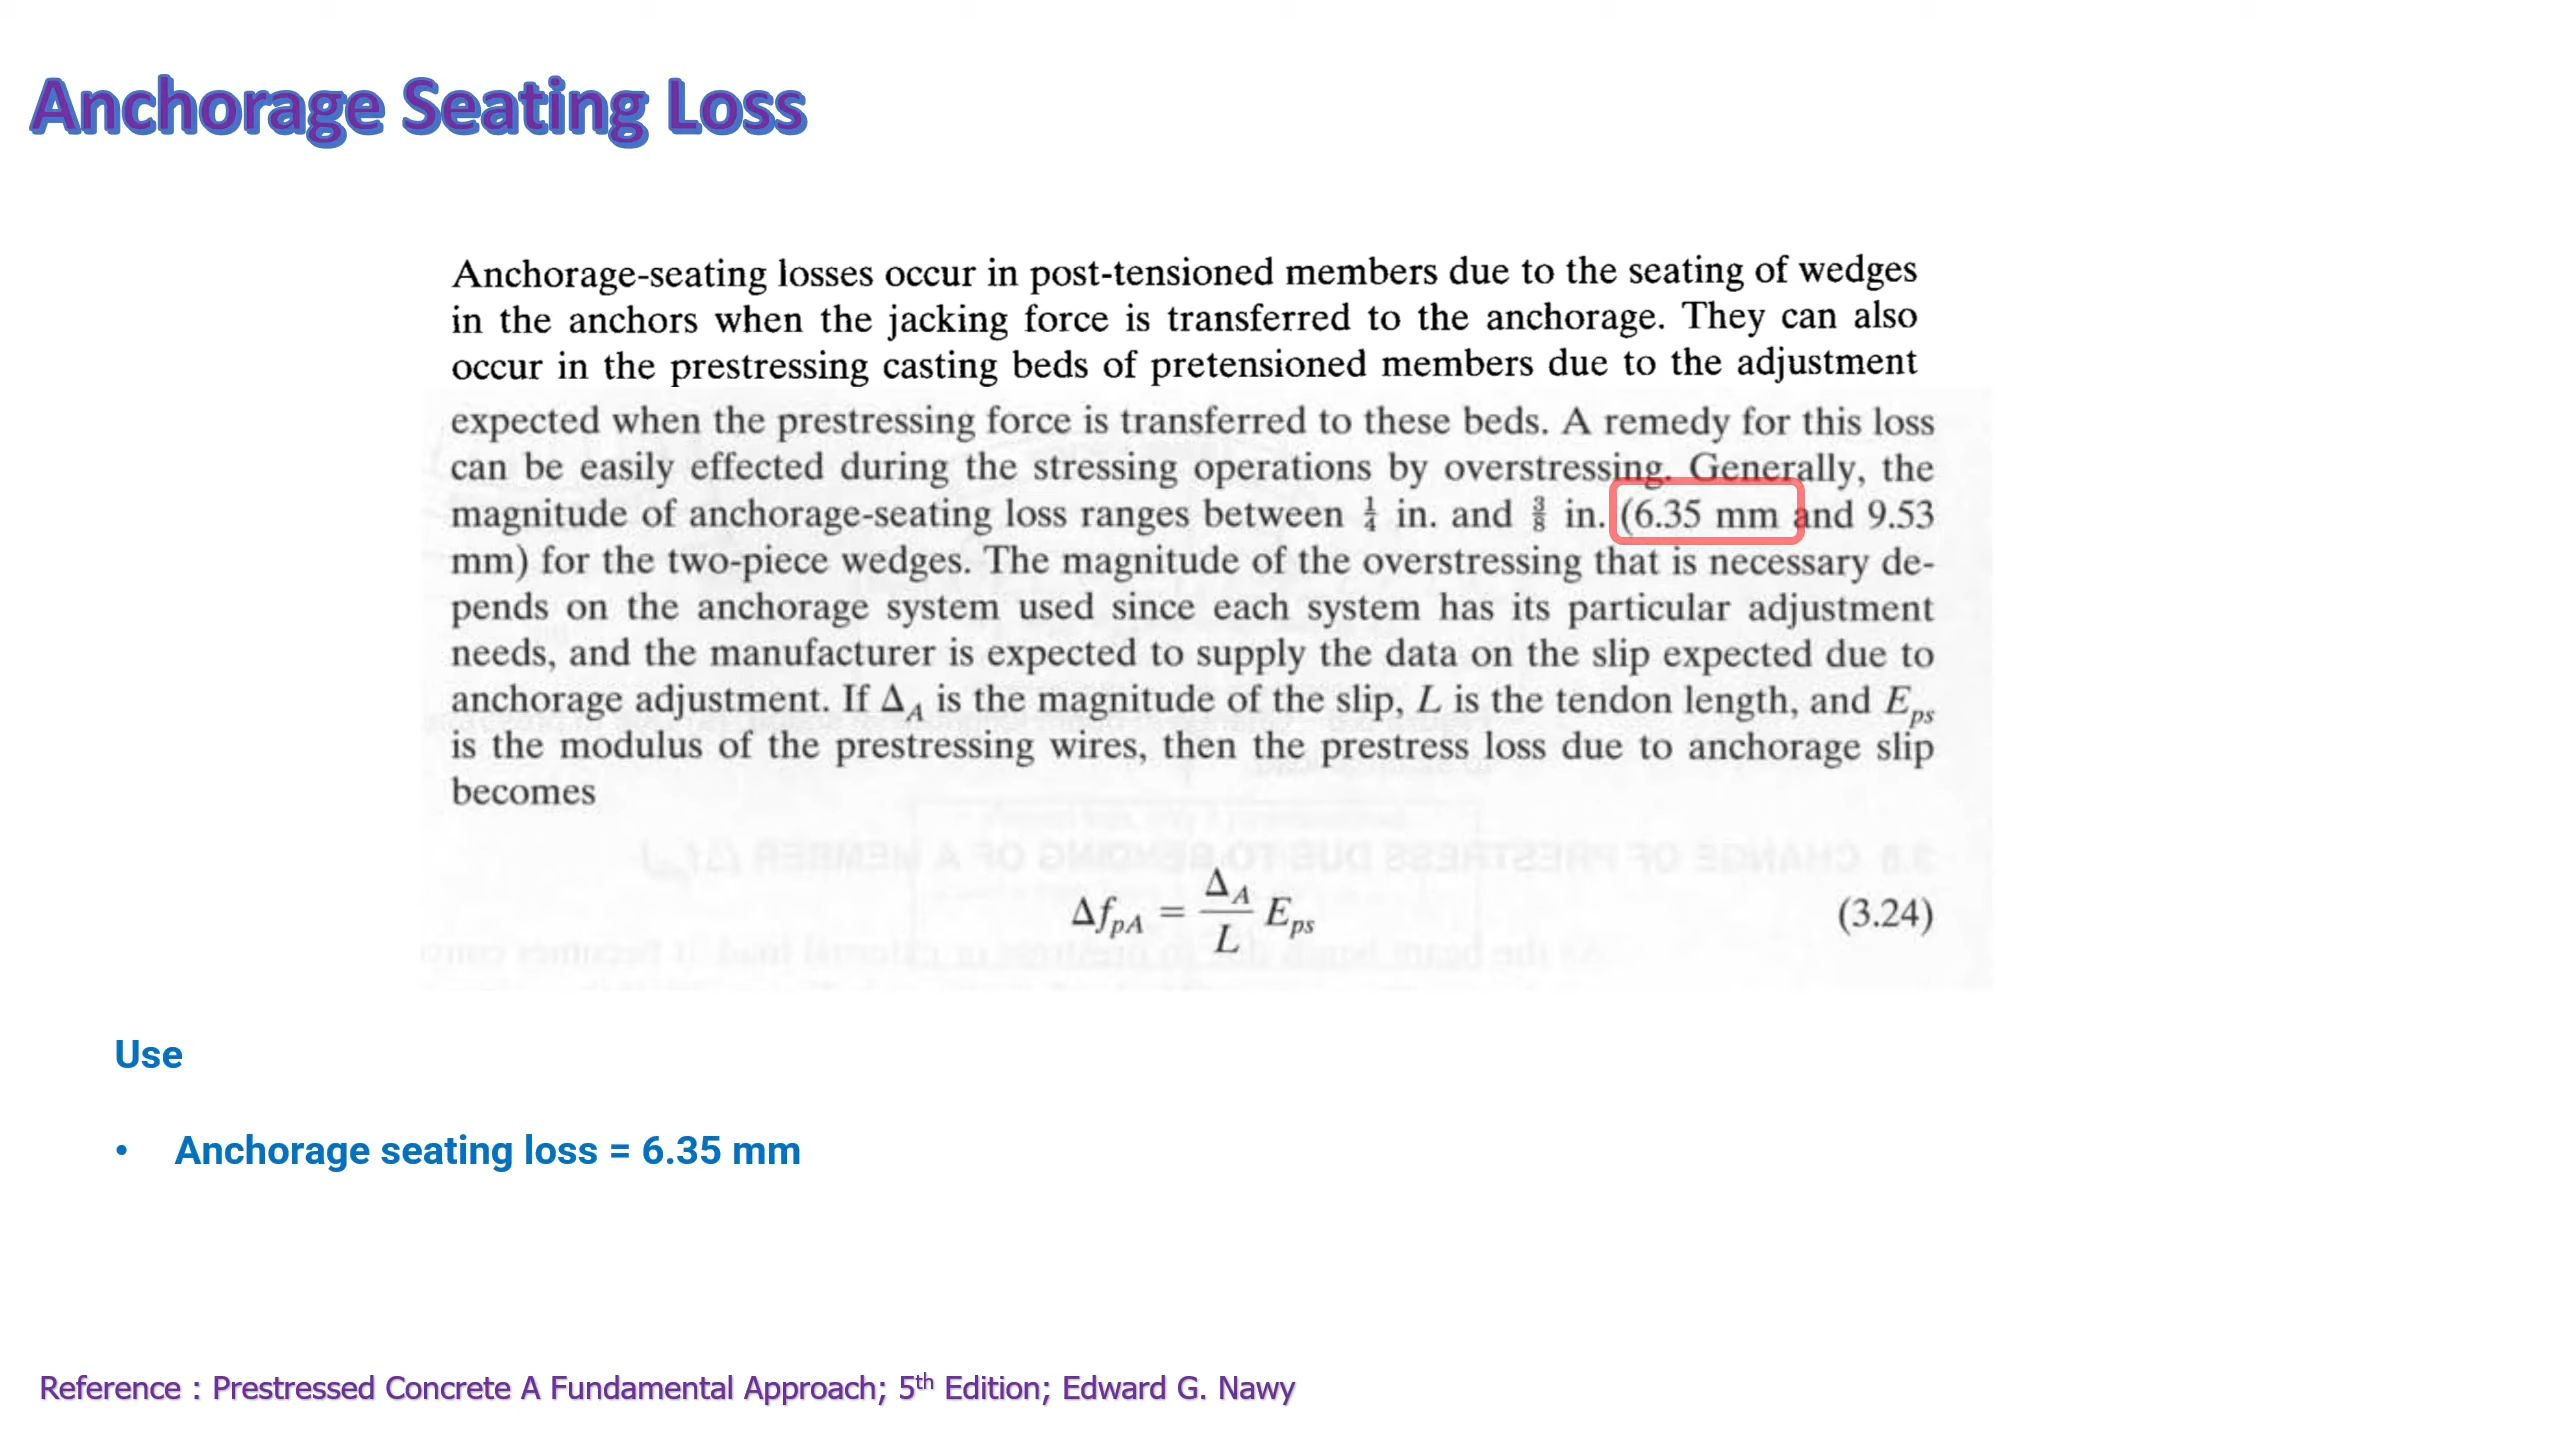 Anchorage Seating Loss
Anchorage-seating losses occur in post-tensioned members due to the seating of wedges
in the anchors when the jacking force is transferred to the anchorage. They can also
occur in the prestressing casting beds of pretensioned members due to the adjustment
expected when the prestressing force is transferred to these beds. A remedy for this loss
can be easily effected during the stressing operations by overstressing. Generally, the
magnitude of anchorage-seating loss ranges between ¼ in. and ⅜ in. (6.35 mm and 9.53
mm) for the two-piece wedges. The magnitude of the overstressing that is necessary de-
pends on the anchorage system used since each system has its particular adjustment
needs, and the manufacturer is expected to supply the data on the slip expected due to
anchorage adjustment. If Δ_A is the magnitude of the slip, L is the tendon length, and E_ps
is the modulus of the prestressing wires, then the prestress loss due to anchorage slip
becomes
Δf_pA = Δ_A / L E_ps (3.24)
Use
• Anchorage seating loss = 6.35 mm
Reference : Prestressed Concrete A Fundamental Approach; 5th Edition; Edward G. Nawy